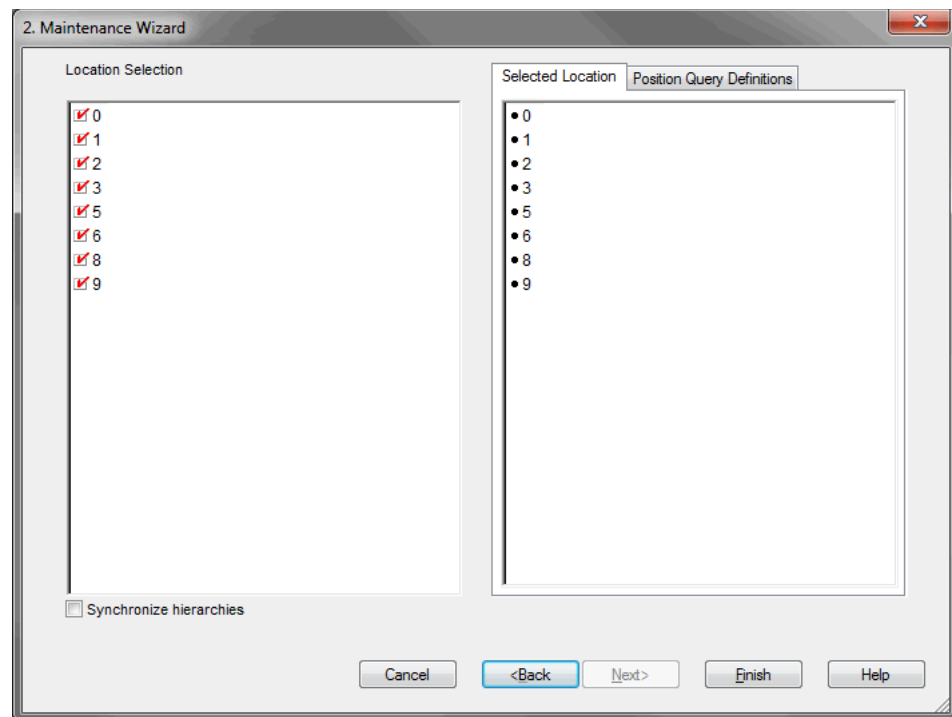 2. Maintenance Wizard
Location Selection
0
1
2
3
5
6
8
9
Synchronize hierarchies
Selected Location
Position Query Definitions
0
1
2
3
5
6
8
9
Cancel
<Back
Next>
Finish
Help